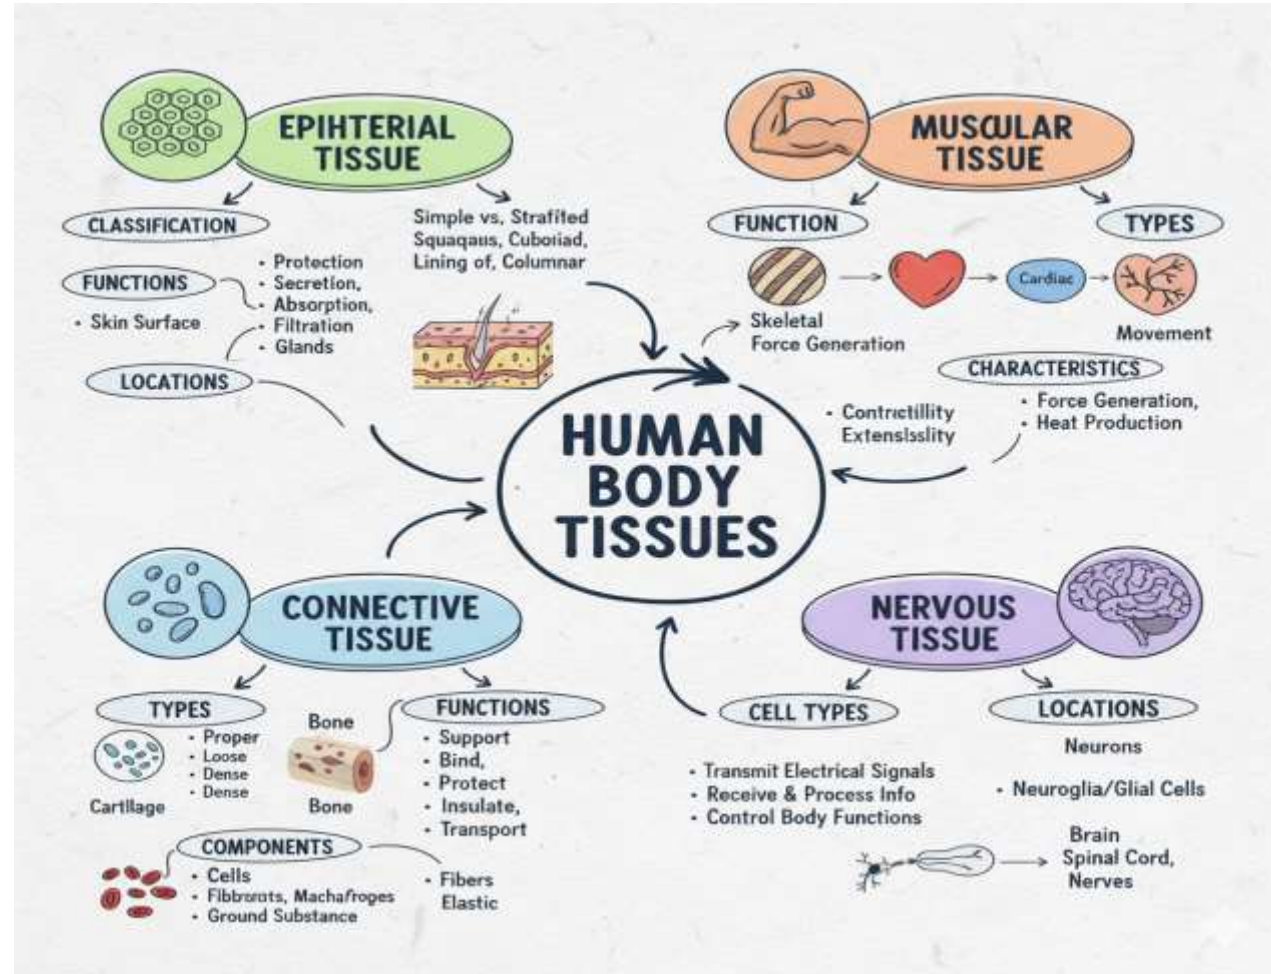 EPIHTERIAL
TISSUE
CLASSIFICATION
Simple vs, Strafited
Squaqaus, Cuboriad,
Lining of, Columnar
FUNCTIONS
• Protection
• Secretion,
• Absorption,
• Filtration
• Glands
• Skin Surface
LOCATIONS
MUSCULAR
TISSUE
FUNCTION
TYPES
Cardiac
Skeletal
Force Generation
Movement
CHARACTERISTICS
• Force Generation,
• Heat Production
• Contrictillity
Extensisslity
HUMAN
BODY
TISSUES
CONNECTIVE
TISSUE
TYPES
• Proper
• Loose
• Dense
• Dense
Cartilage
Bone
Bone
FUNCTIONS
• Support
• Bind,
• Protect
• Insulate,
• Transport
COMPONENTS
• Cells
• Machafroges
• Ground Substance
• Fibers
Elastic
NERVOUS
TISSUE
CELL TYPES
• Transmit Electrical Signals
• Receive & Process Info
• Control Body Functions
LOCATIONS
Neurons
• Neuroglia/Glial Cells
Brain
Spinal Cord,
Nerves